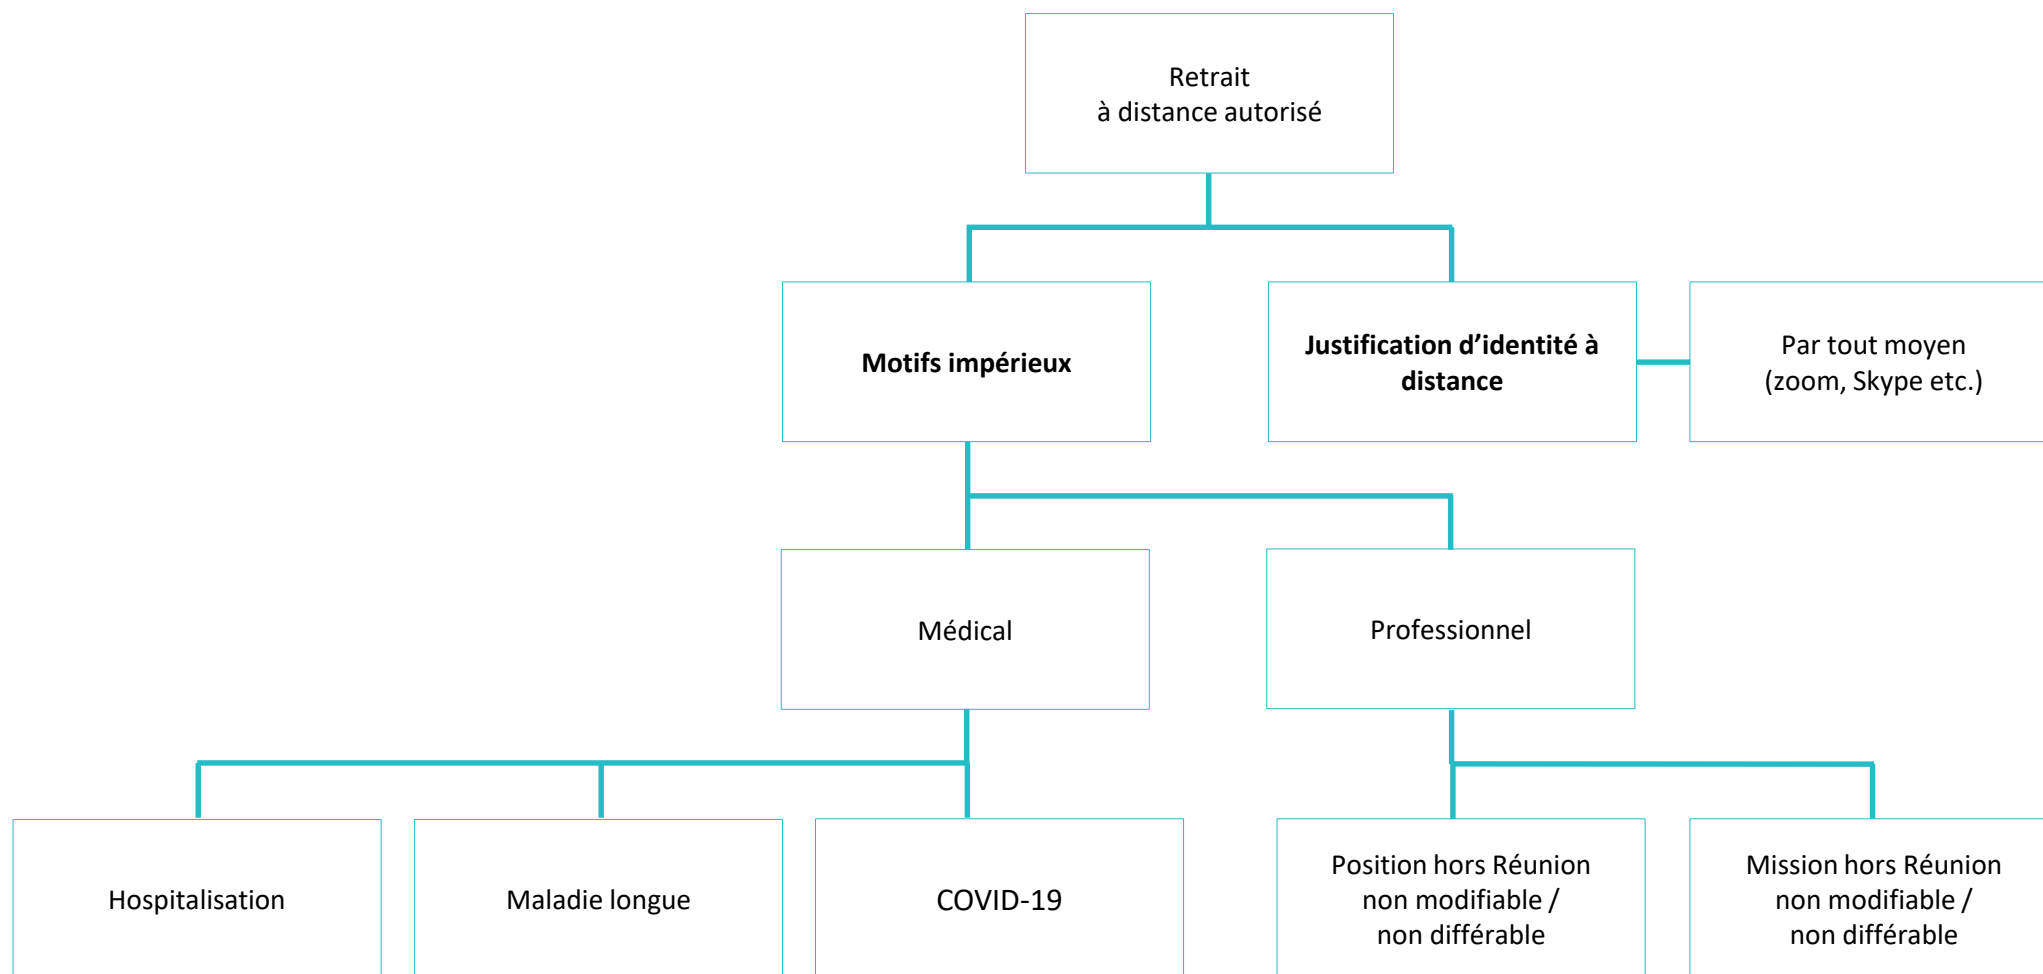 Retrait
à distance autorisé
Motifs impérieux
Justification d’identité à
distance
Par tout moyen
(zoom, Skype etc.)
Médical
Professionnel
Hospitalisation
Maladie longue
COVID-19
Position hors Réunion
non modifiable /
non différable
Mission hors Réunion
non modifiable /
non différable